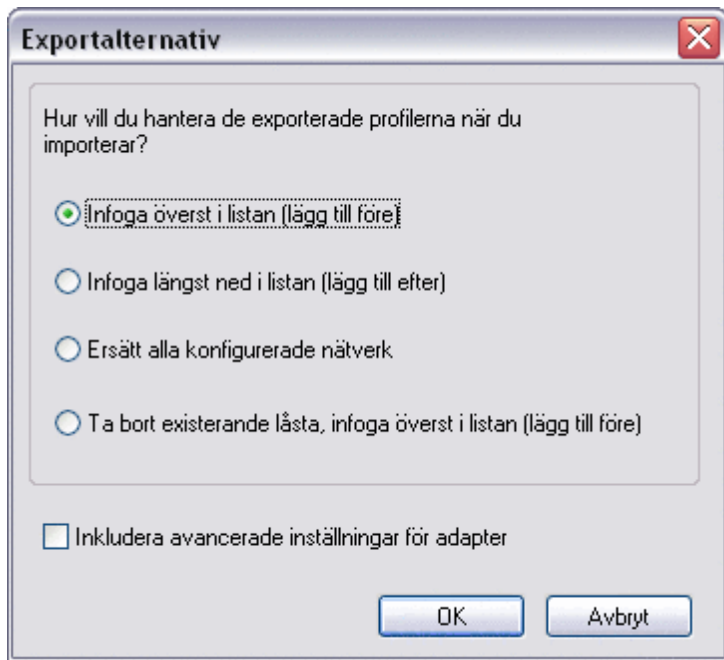 Exportalternativ
Hur vill du hantera de exporterade profilerna när du
importerar?
Infoga överst i listan (lägg till före)
Infoga längst ned i listan (lägg till efter)
Ersätt alla konfigurerade nätverk
Ta bort existerande låsta, infoga överst i listan (lägg till före)
Inkludera avancerade inställningar för adapter
OK
Avbryt